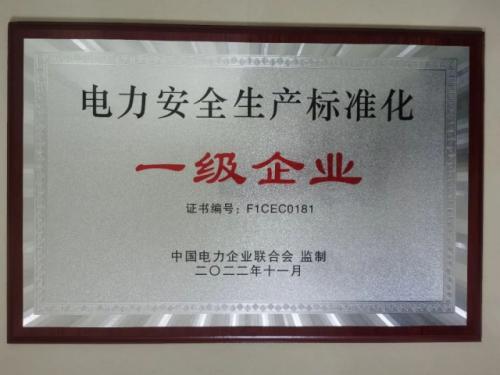 电力安全生产标准化
一级企业
证书编号：F1CEC0181
中国电力企业联合会 监制
二〇二二年十一月